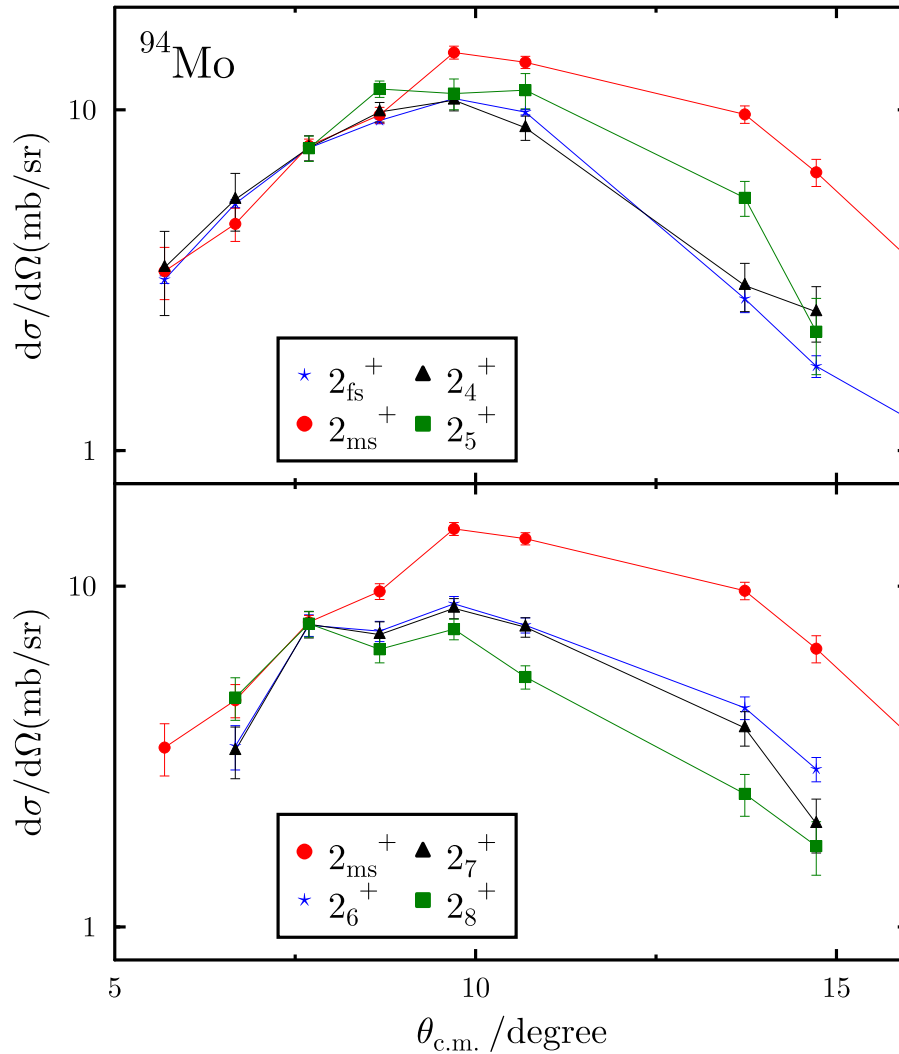 ⁹⁴Mo
10
dσ/dΩ(mb/sr)
2fs⁺ 2₄⁺
2ms⁺ 2₅⁺
1
10
dσ/dΩ(mb/sr)
2ms⁺ 2₇⁺
2₆⁺ 2₈⁺
1
5 10 15
θc.m. /degree